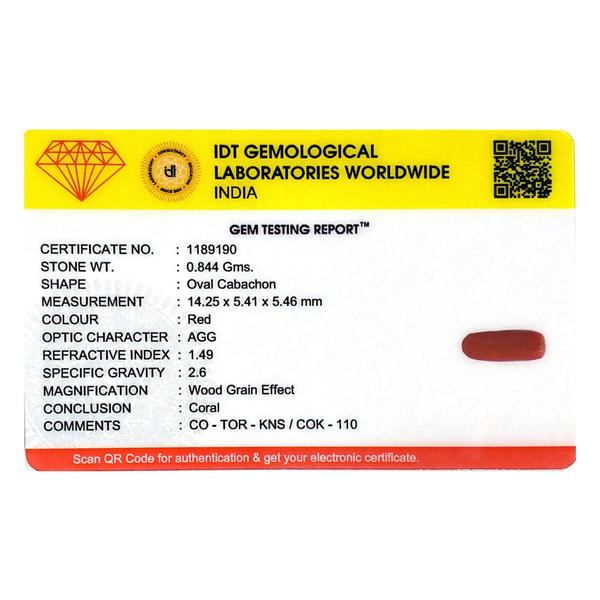 IDT GEMOLOGICAL
LABORATORIES WORLDWIDE
INDIA
idt
GEM TESTING REPORT™
CERTIFICATE NO. : 1189190
STONE WT. : 0.844 Gms.
SHAPE : Oval Cabachon
MEASUREMENT : 14.25 x 5.41 x 5.46 mm
COLOUR : Red
OPTIC CHARACTER : AGG
REFRACTIVE INDEX : 1.49
SPECIFIC GRAVITY : 2.6
MAGNIFICATION : Wood Grain Effect
CONCLUSION : Coral
COMMENTS : CO - TOR - KNS / COK - 110
Scan QR Code for authentication & get your electronic certificate.